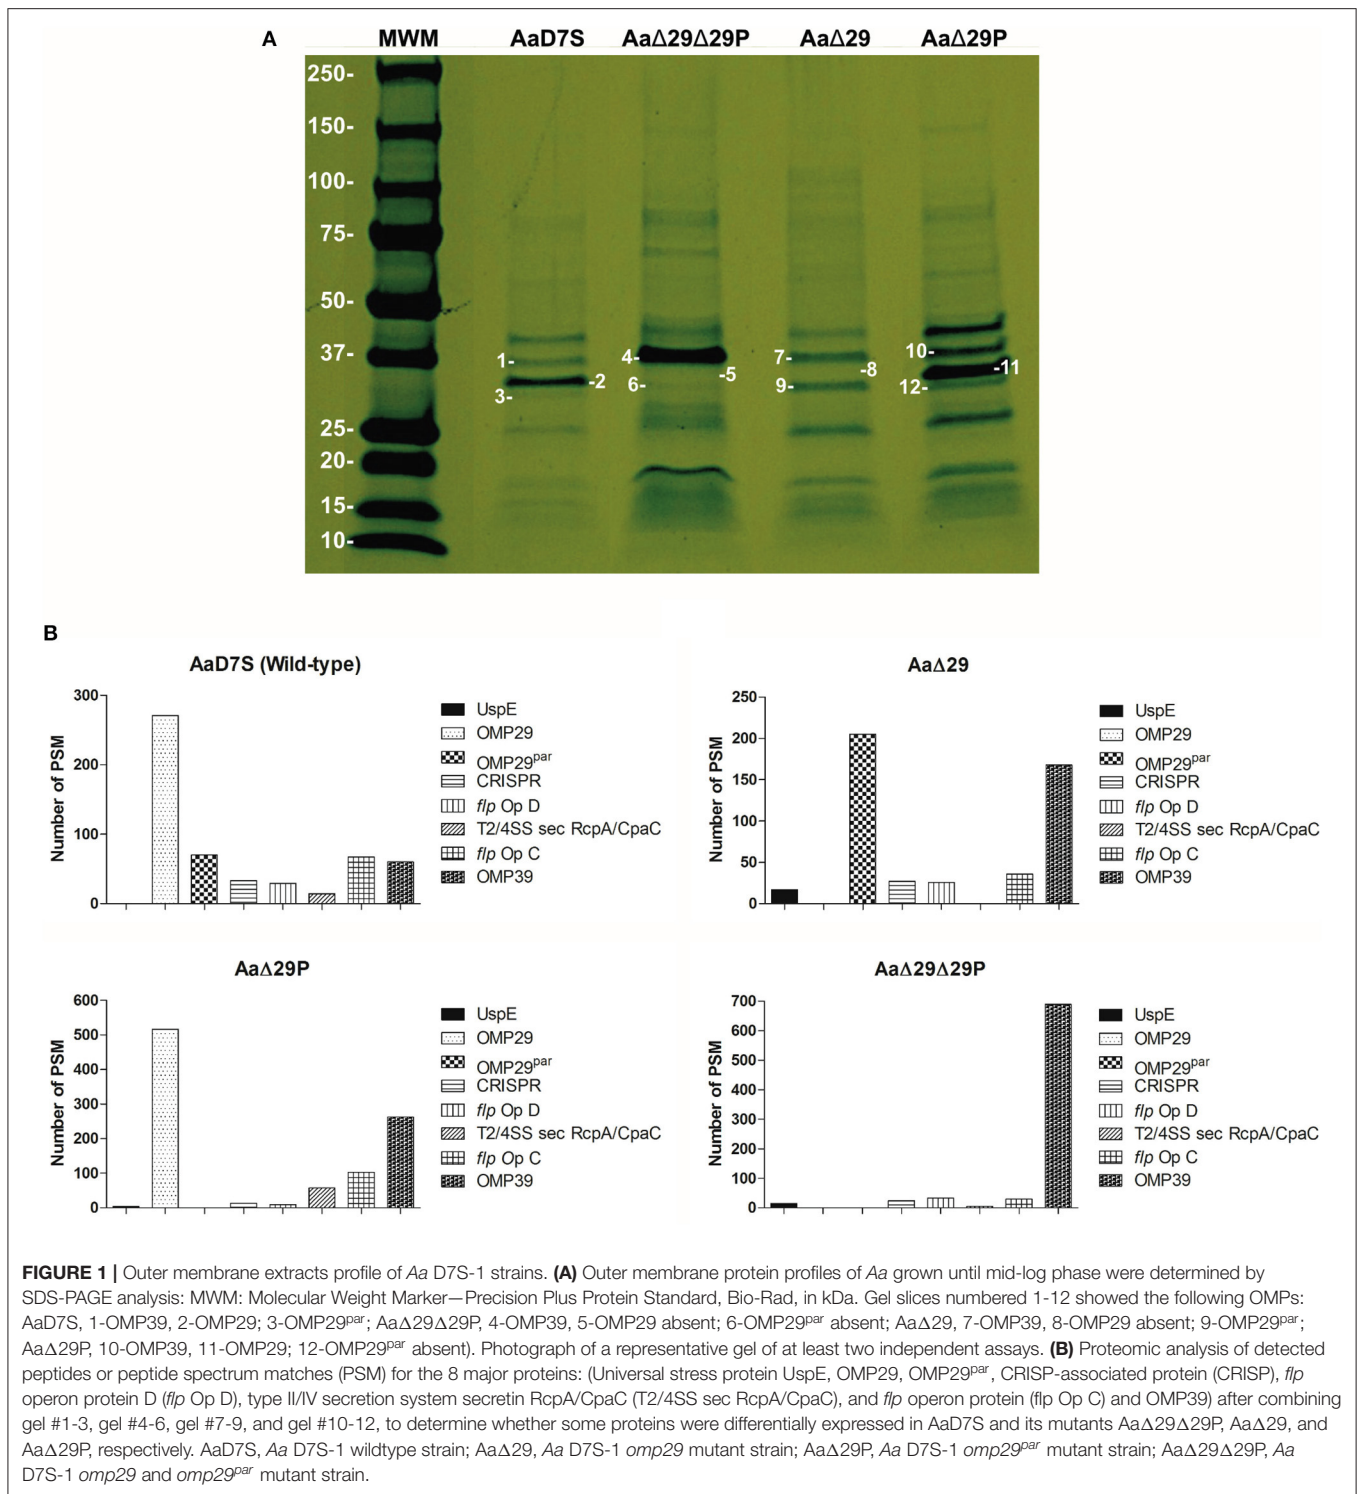 A
MWM AaD7S AaΔ29Δ29P AaΔ29 AaΔ29P
250-
150-
100-
75-
50-
37-
25-
20-
15-
10-
1-
-2
3-
4-
-5
6-
7-
-8
9-
10-
-11
12-
B
AaD7S (Wild-type)
Number of PSM
300
200
100
0
UspE
OMP29
OMP29par
CRISPR
flp Op D
T2/4SS sec RcpA/CpaC
flp Op C
OMP39
AaΔ29
Number of PSM
250
200
150
100
50
0
UspE
OMP29
OMP29par
CRISPR
flp Op D
T2/4SS sec RcpA/CpaC
flp Op C
OMP39
AaΔ29P
Number of PSM
600
500
400
300
200
100
0
UspE
OMP29
OMP29par
CRISPR
flp Op D
T2/4SS sec RcpA/CpaC
flp Op C
OMP39
AaΔ29Δ29P
Number of PSM
700
600
500
400
300
200
100
0
UspE
OMP29
OMP29par
CRISPR
flp Op D
T2/4SS sec RcpA/CpaC
flp Op C
OMP39
FIGURE 1 | Outer membrane extracts profile of Aa D7S-1 strains. (A) Outer membrane protein profiles of Aa grown until mid-log phase were determined by
SDS-PAGE analysis: MWM: Molecular Weight Marker—Precision Plus Protein Standard, Bio-Rad, in kDa. Gel slices numbered 1-12 showed the following OMPs:
AaD7S, 1-OMP39, 2-OMP29; 3-OMP29par; AaΔ29Δ29P, 4-OMP39, 5-OMP29 absent; 6-OMP29par absent; AaΔ29, 7-OMP39, 8-OMP29 absent; 9-OMP29par;
AaΔ29P, 10-OMP39, 11-OMP29; 12-OMP29par absent). Photograph of a representative gel of at least two independent assays. (B) Proteomic analysis of detected
peptides or peptide spectrum matches (PSM) for the 8 major proteins: (Universal stress protein UspE, OMP29, OMP29par, CRISP-associated protein (CRISP), flp
operon protein D (flp Op D), type II/IV secretion system secretin RcpA/CpaC (T2/4SS sec RcpA/CpaC), and flp operon protein (flp Op C) and OMP39) after combining
gel #1-3, gel #4-6, gel #7-9, and gel #10-12, to determine whether some proteins were differentially expressed in AaD7S and its mutants AaΔ29Δ29P, AaΔ29, and
AaΔ29P, respectively. AaD7S, Aa D7S-1 wildtype strain; AaΔ29, Aa D7S-1 omp29 mutant strain; AaΔ29P, Aa D7S-1 omp29par mutant strain; AaΔ29Δ29P, Aa
D7S-1 omp29 and omp29par mutant strain.